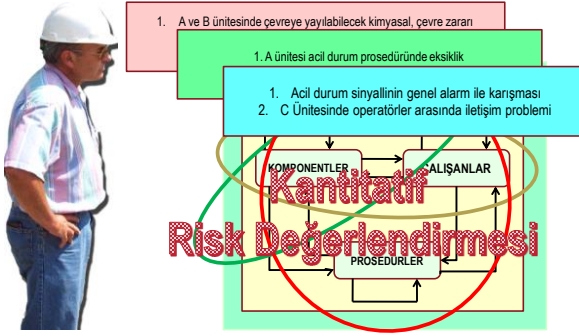 1. A ve B ünitesinde çevreye yayılabilecek kimyasal, çevre zararı
1. A ünitesi acil durum prosedüründe eksiklik
1. Acil durum sinyallinin genel alarm ile karışması
2. C Ünitesinde operatörler arasında iletişim problemi
KOMPONENTLER
ÇALIŞANLAR
Kantitatif
Risk Değerlendirmesi
PROSEDÜRLER